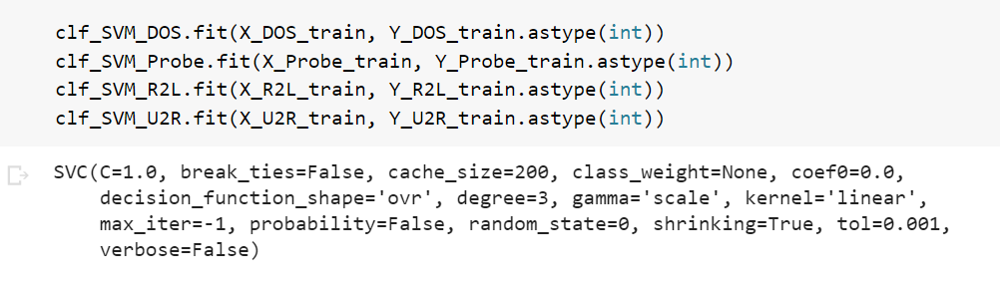 clf_SVM_DOS.fit(X_DOS_train, Y_DOS_train.astype(int))
clf_SVM_Probe.fit(X_Probe_train, Y_Probe_train.astype(int))
clf_SVM_R2L.fit(X_R2L_train, Y_R2L_train.astype(int))
clf_SVM_U2R.fit(X_U2R_train, Y_U2R_train.astype(int))
SVC(C=1.0, break_ties=False, cache_size=200, class_weight=None, coef0=0.0,
    decision_function_shape='ovr', degree=3, gamma='scale', kernel='linear',
    max_iter=-1, probability=False, random_state=0, shrinking=True, tol=0.001,
    verbose=False)